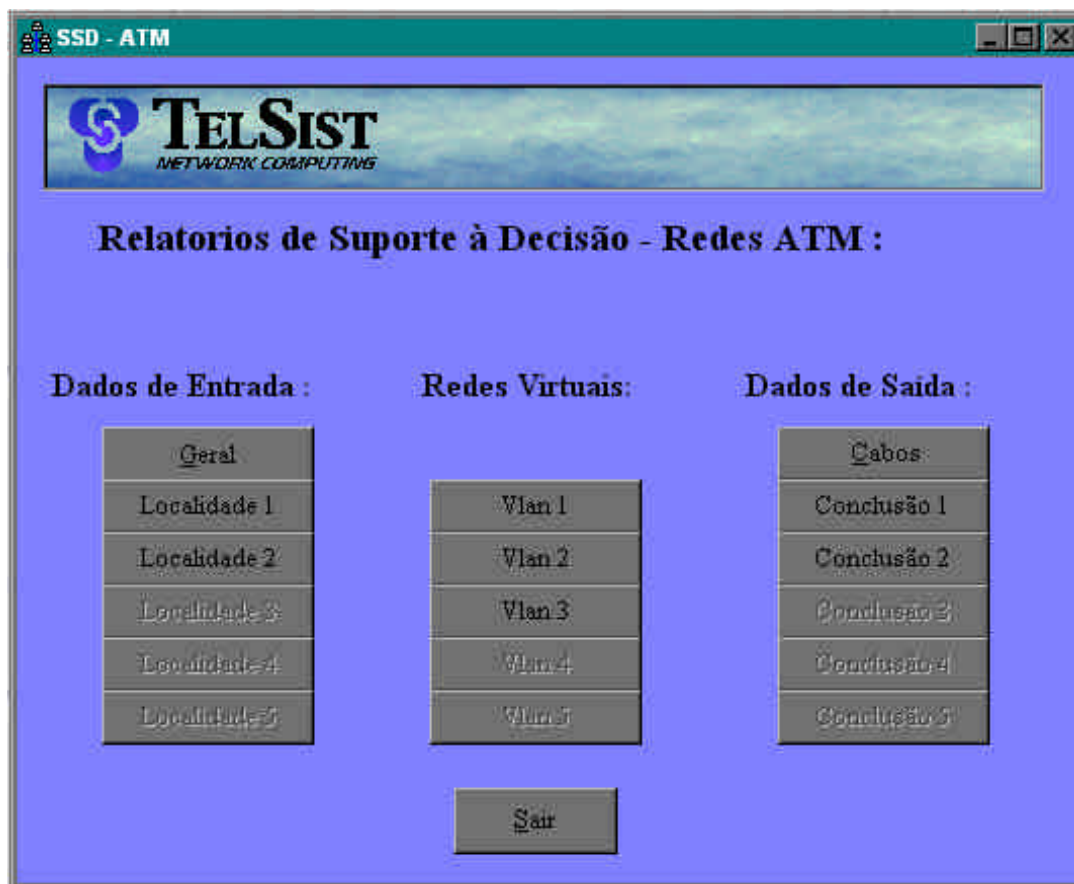 SSD - ATM
TELSIST
NETWORK COMPUTING
Relatorios de Suporte à Decisão - Redes ATM :
Dados de Entrada :
Redes Virtuais:
Dados de Saída :
Geral
Cabos
Localidade 1
Vlan 1
Conclusão 1
Localidade 2
Vlan 2
Conclusão 2
Localidade 3
Vlan 3
Conclusão 3
Localidade 4
Vlan 4
Conclusão 4
Localidade 5
Vlan 5
Conclusão 5
Sair